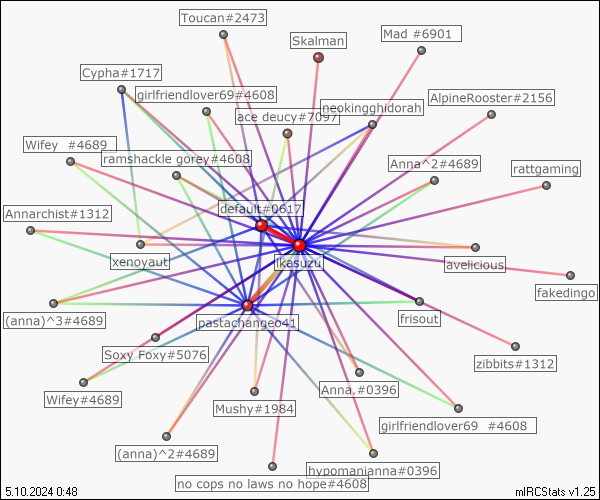 Toucan#2473
Skalman
Mad #6901
Cypha#1717
girlfriendlover69#4608
AlpineRooster#2156
neokingghidorah
ace deucy#7097
Wifey #4689
ramshackle gorey#4608
Anna^2#4689
rattgaming
Annarchist#1312
default#0617
xenoyaut
ikasuzu
avelicious
fakedingo
(anna)^3#4689
pastachangeo41
frisout
Soxy Foxy#5076
zibbits#1312
Wifey#4689
Anna,#0396
Mushy#1984
girlfriendlover69 #4608
(anna)^2#4689
hypomanianna#0396
no cops no laws no hope#4608
5.10.2024 0:48
mIRCStats v1.25